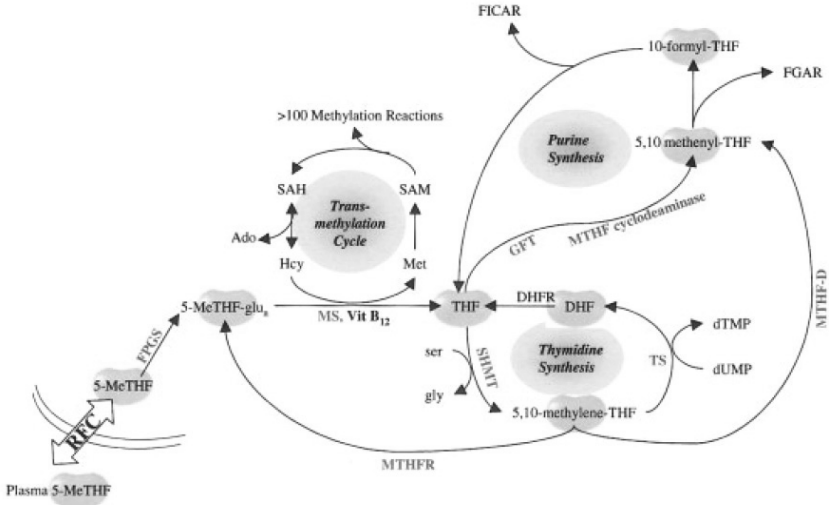 FICAR
10-formyl-THF
FGAR
>100 Methylation Reactions
Purine
Synthesis
5,10 methenyl-THF
SAH
SAM
Trans-
methylation
Cycle
Ado
Hcy
Met
GFT
MTHF cyclodeaminase
MTHF-D
5-MeTHF-gluₙ
MS, Vit B₁₂
THF
DHFR
DHF
dTMP
FPGS
ser
SHMT
Thymidine
Synthesis
TS
dUMP
5-MeTHF
gly
5,10-methylene-THF
RFC
MTHFR
Plasma 5-MeTHF